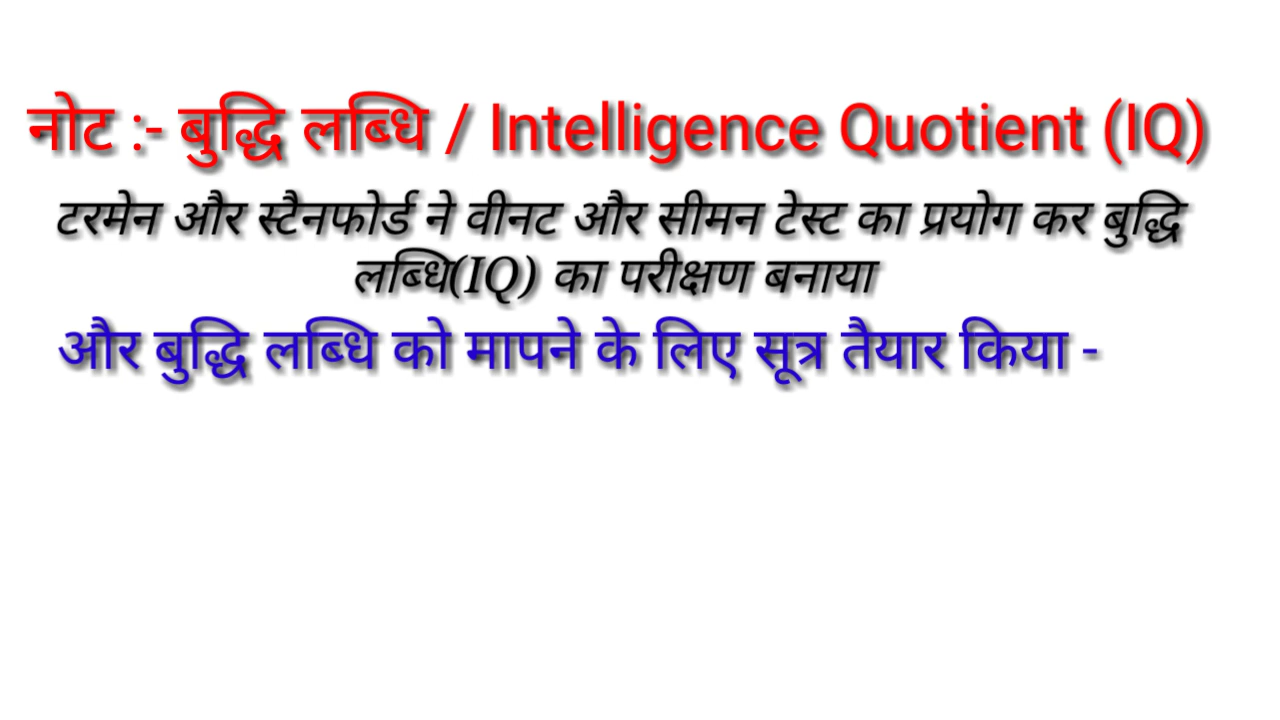 नोट :- बुद्धि लब्धि / Intelligence Quotient (IQ)
टरमेन और स्टैनफोर्ड ने वीनट और सीमन टेस्ट का प्रयोग कर बुद्धि
लब्धि(IQ) का परीक्षण बनाया
और बुद्धि लब्धि को मापने के लिए सूत्र तैयार किया -